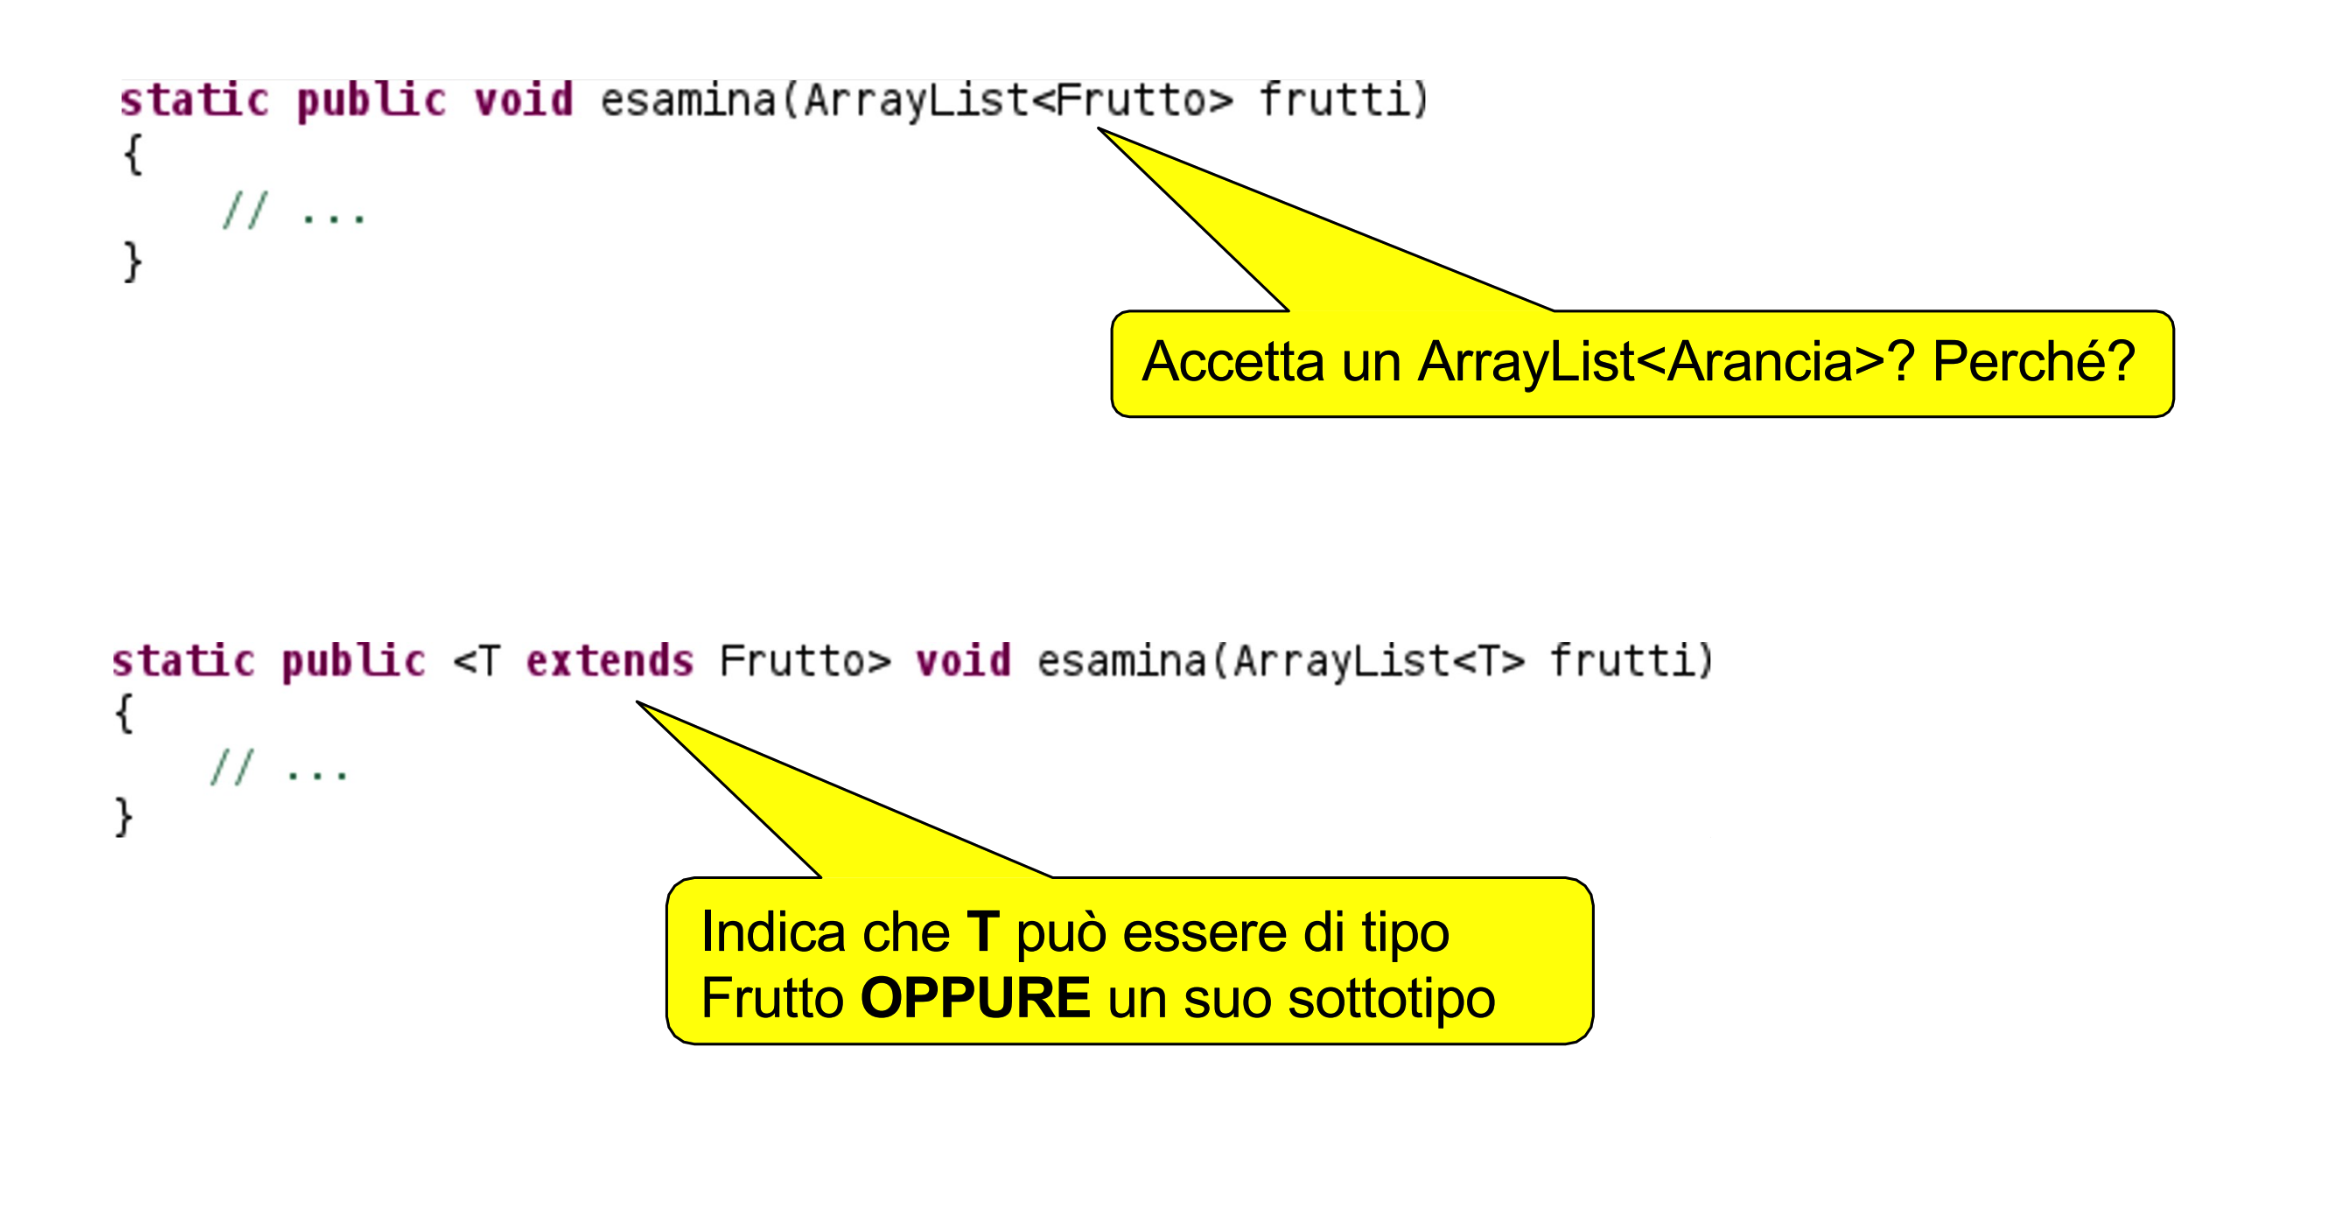 static public void esamina(ArrayList<Frutto> frutti)
{
// ...
}
Accetta un ArrayList<Arancia>? Perché?
static public <T extends Frutto> void esamina(ArrayList<T> frutti)
{
// ...
}
Indica che T può essere di tipo
Frutto OPPURE un suo sottotipo